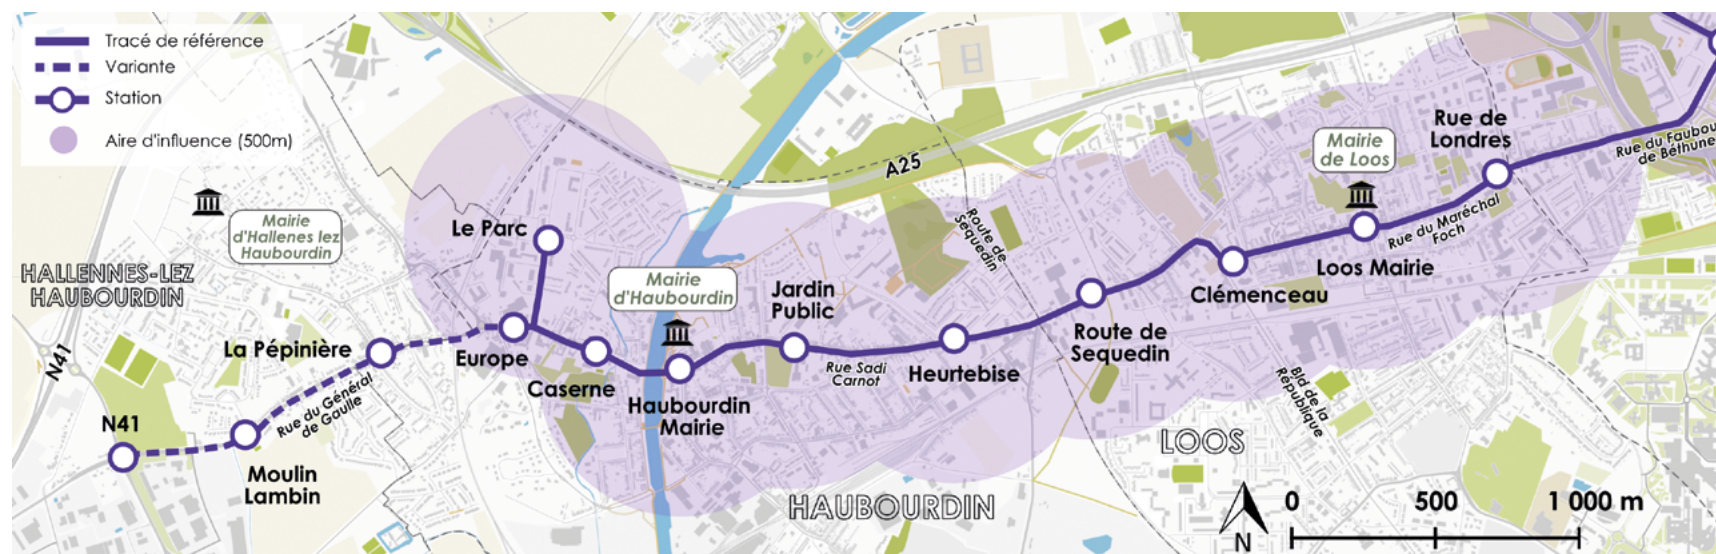 Tracé de référence
Variante
Station
Aire d'influence (500m)
Mairie
d'Hallenes lez
Haubourdin
HALLENNES-LEZ
HAUBOURDIN
N41
N41
Moulin
Lambin
La Pépinière
Rue du Général
de Gaulle
Europe
Le Parc
Caserne
Mairie
d'Haubourdin
Haubourdin
Mairie
Jardin
Public
Rue Sadi
Carnot
HAUBOURDIN
A25
Heurtebise
Route de
Sequedin
Route de
Sequedin
Clémenceau
LOOS
Bld de la
République
Mairie
de Loos
Loos Mairie
Rue du Maréchal
Foch
Rue de
Londres
Rue du Faubou
de Béthune
N
0 500 1 000 m